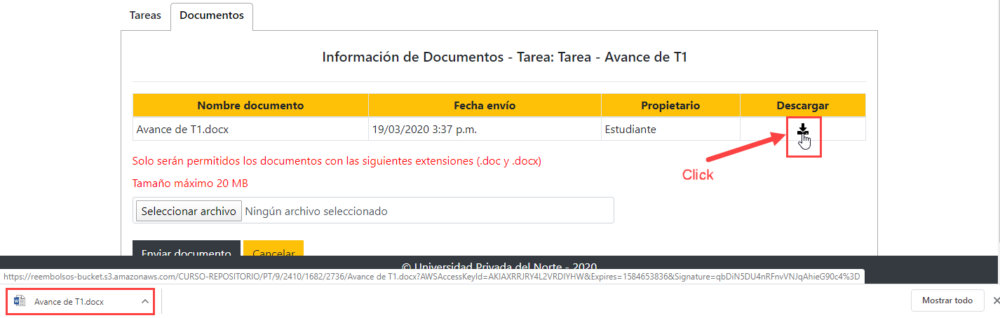 Tareas Documentos
Información de Documentos - Tarea: Tarea - Avance de T1
Nombre documento Fecha envío Propietario Descargar
Avance de T1.docx 19/03/2020 3:37 p.m. Estudiante
Solo serán permitidos los documentos con las siguientes extensiones (.doc y .docx)
Click
Tamaño máximo 20 MB
Seleccionar archivo Ningún archivo seleccionado
Enviar documento Cancelar
© Universidad Privada del Norte - 2020
https://reembolsos-bucket.s3.amazonaws.com/CURSO-REPOSITORIO/PT/9/2410/1682/2736/Avance de T1.docx?AWSAccessKeyId=AKIAXRRJRY4L2VRDIYHW&Expires=1584653836&Signature=qbDiN5DU4nRFnvVNJqAhieG90c4%3D
Avance de T1.docx Mostrar todo